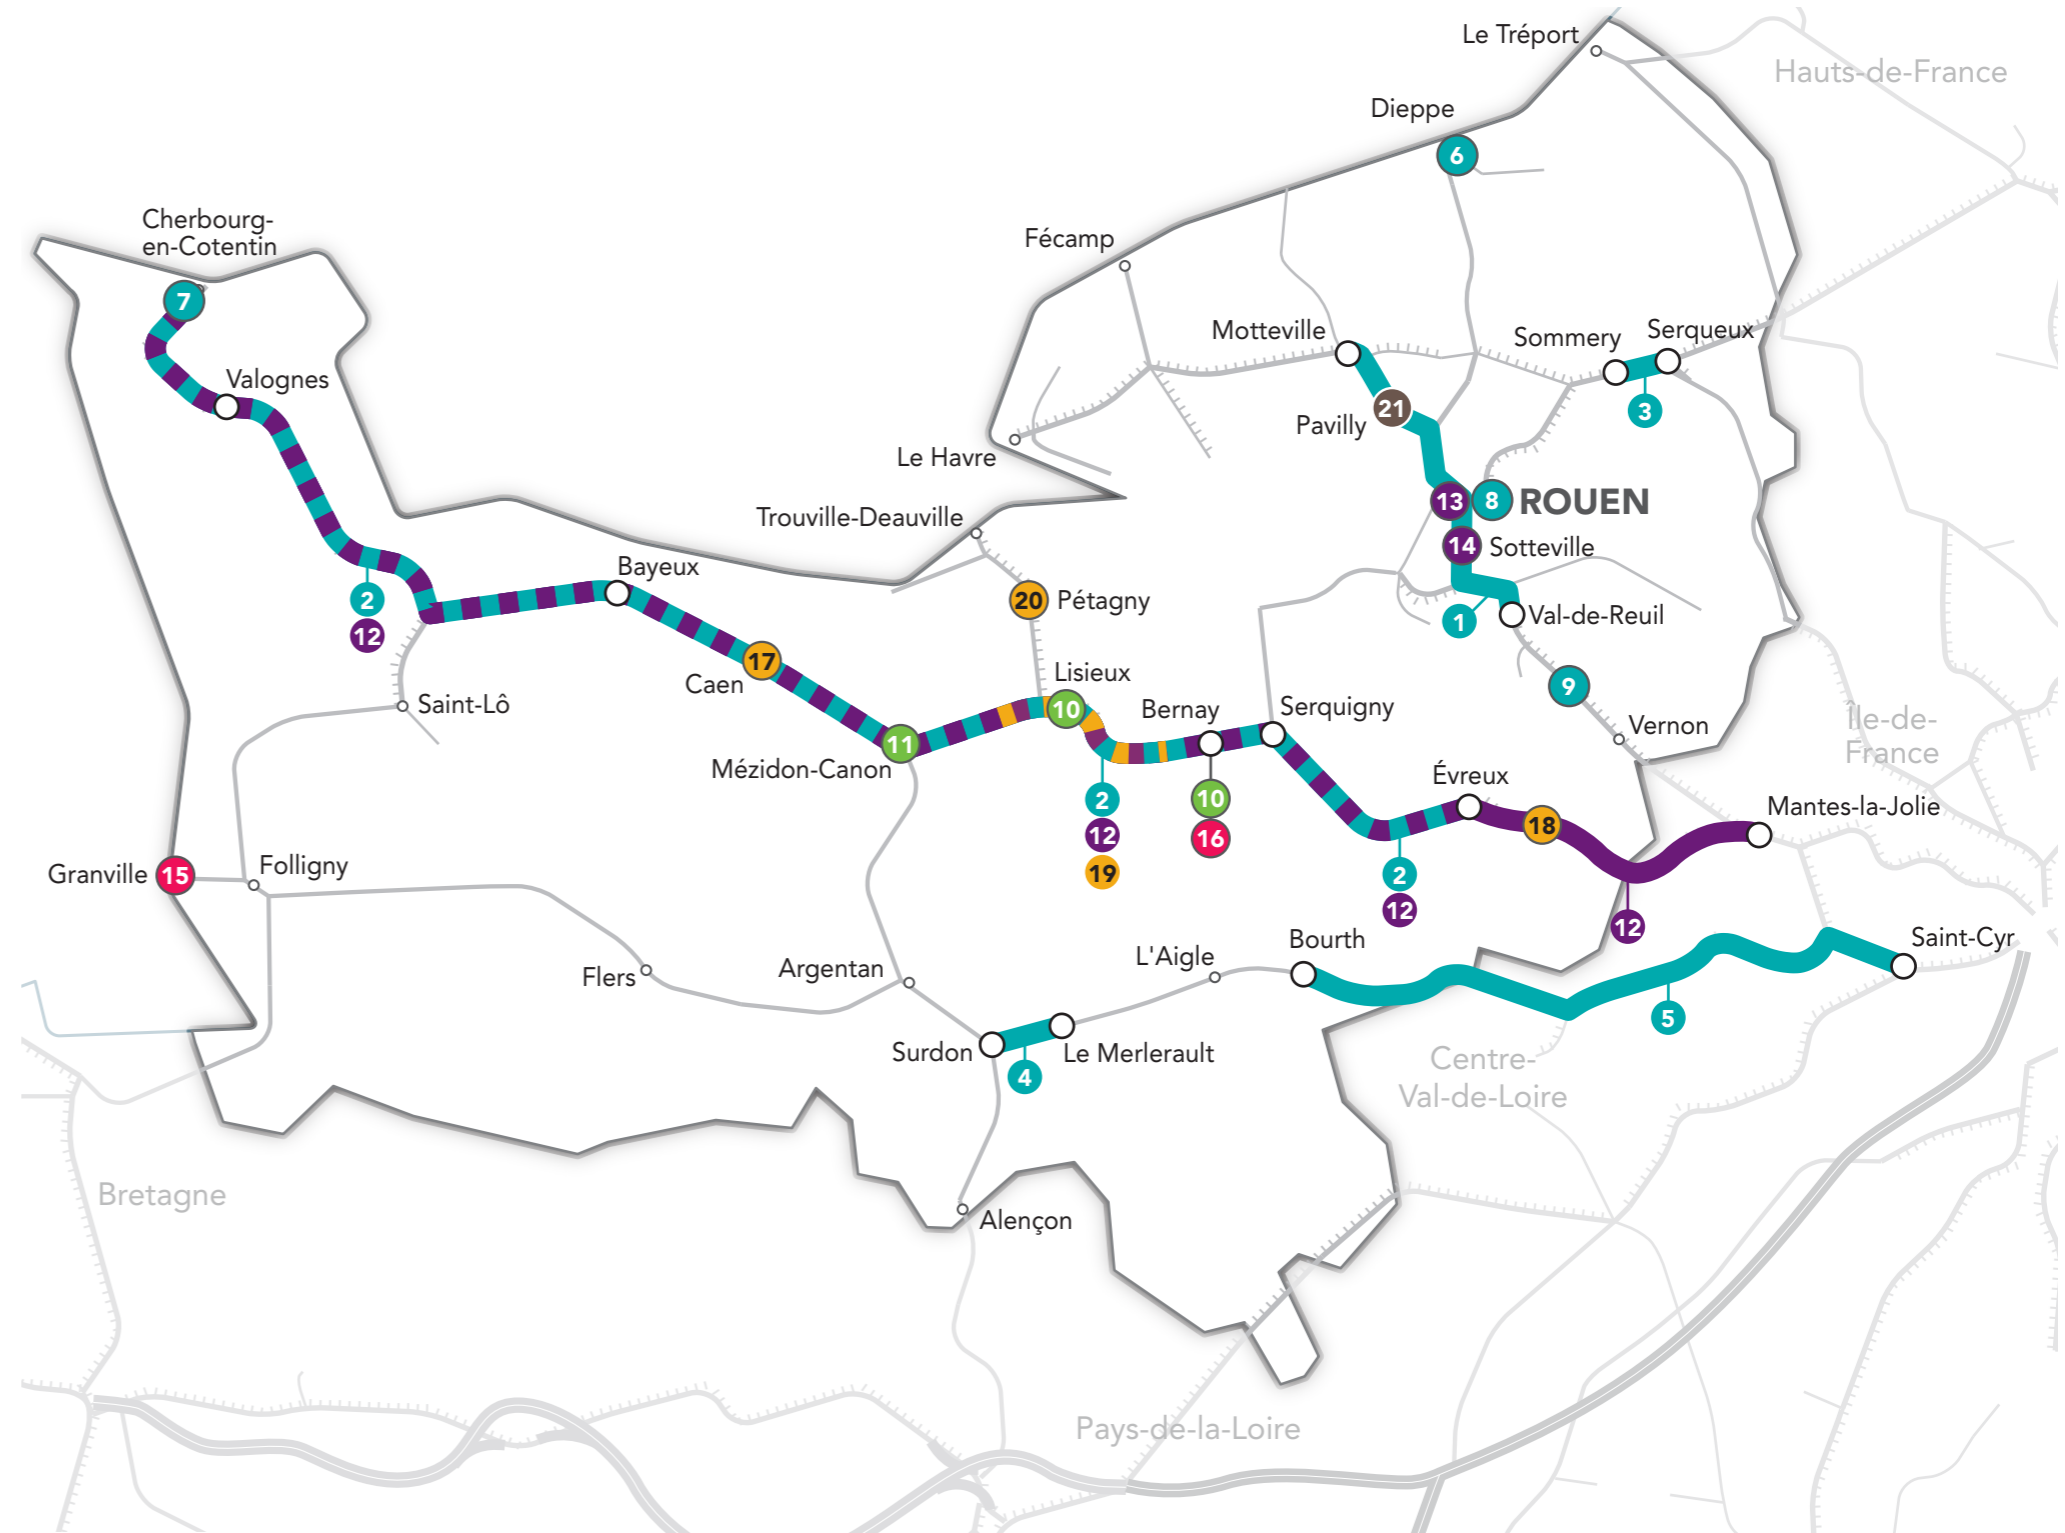 Le Tréport
Hauts-de-France
Dieppe
6
Cherbourg-
en-Cotentin
7
Fécamp
Motteville
Sommery
Serqueux
3
Valognes
21
Pavilly
Le Havre
13
8
ROUEN
Trouville-Deauville
14
Sotteville
Bayeux
2
12
20
Pétagny
1
Val-de-Reuil
17
Caen
Lisieux
10
9
Saint-Lô
Bernay
Serquigny
Vernon
Île-de-
France
11
Mézidon-Canon
Évreux
2
12
19
10
16
18
Mantes-la-Jolie
Granville
15
Folligny
2
12
12
Bourth
Saint-Cyr
L'Aigle
Argentan
Flers
5
Surdon
Le Merlerault
4
Centre-
Val-de-Loire
Bretagne
Alençon
Pays-de-la-Loire